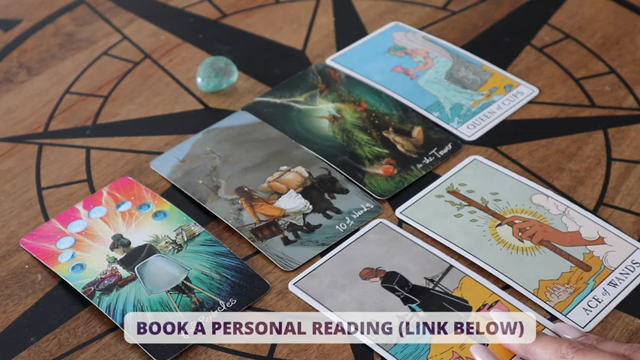 QUEEN of CUPS
the Tower
10 of Wands
ACE of WANDS
BOOK A PERSONAL READING (LINK BELOW)